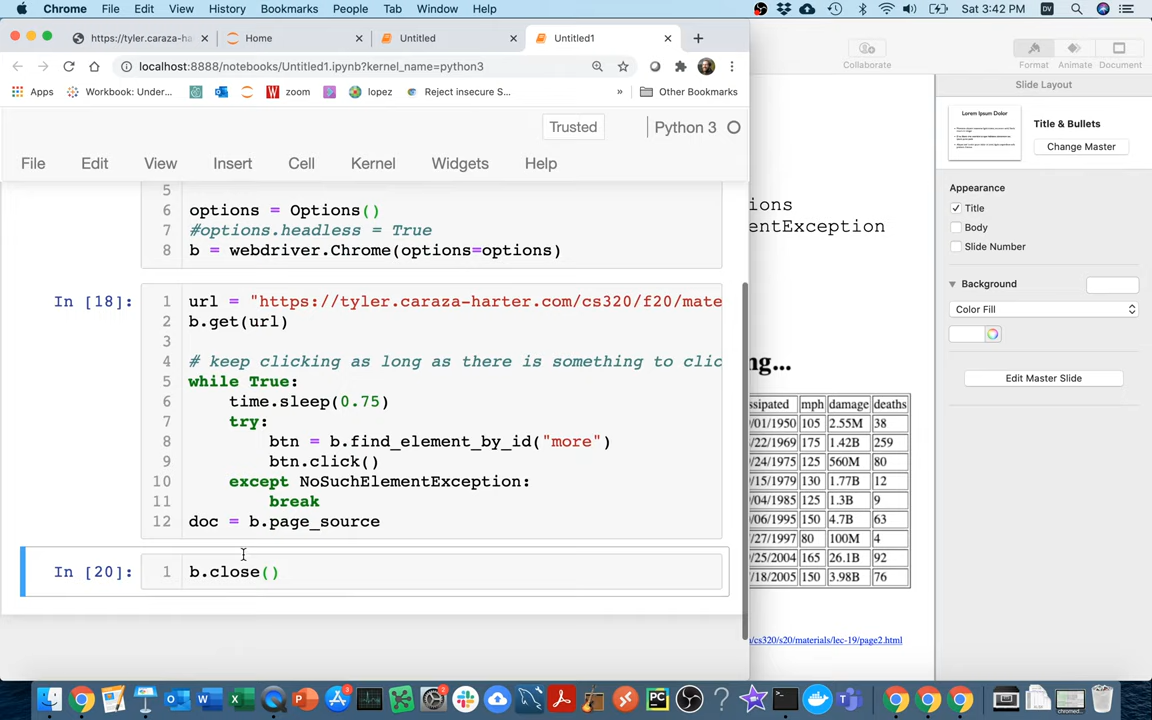 Chrome File Edit View History Bookmarks People Tab Window Help DV Sat 3:42 PM
https://tyler.caraza-ha Home Untitled Untitled1
localhost:8888/notebooks/Untitled1.ipynb?kernel_name=python3
Apps Workbook: Under... zoom lopez Reject insecure S... » Other Bookmarks
Trusted Python 3
File Edit View Insert Cell Kernel Widgets Help
5
6 options = Options()
7 #options.headless = True
8 b = webdriver.Chrome(options=options)
In [18]:
1 url = "https://tyler.caraza-harter.com/cs320/f20/mate
2 b.get(url)
3
4 # keep clicking as long as there is something to clic
5 while True:
6 time.sleep(0.75)
7 try:
8 btn = b.find_element_by_id("more")
9 btn.click()
10 except NoSuchElementException:
11 break
12 doc = b.page_source
In [20]: 1 b.close()
ions
entException
ng...
ssipated mph damage deaths
/01/1950 105 2.55M 38
/22/1969 175 1.42B 259
/24/1975 125 560M 80
/15/1979 130 1.77B 12
/04/1985 125 1.3B 9
/06/1995 150 4.7B 63
/27/1997 80 100M 4
/25/2004 165 26.1B 92
/18/2005 150 3.98B 76
/cs320/s20/materials/lec-19/page2.html
Collaborate Format Animate Document
Slide Layout
Lorem Ipsum Dolor
Title & Bullets
Change Master
Appearance
Title
Body
Slide Number
Background
Color Fill
Edit Master Slide